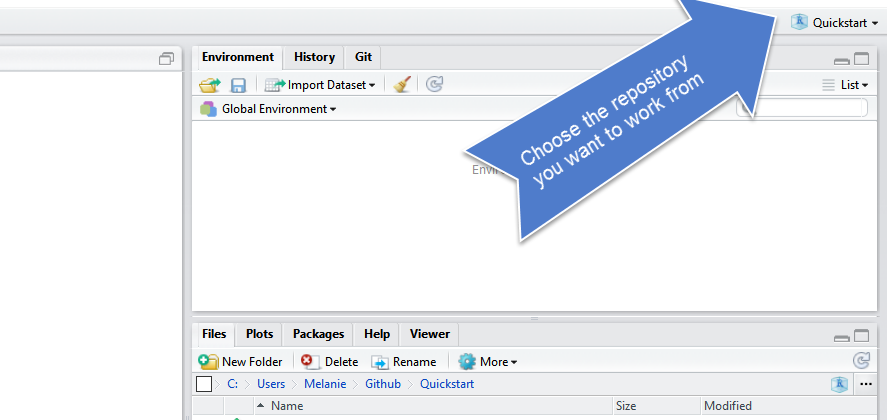 Quickstart
Environment History Git
Import Dataset List
Global Environment
Choose the repository
you want to work from
Files Plots Packages Help Viewer
New Folder Delete Rename More
C: Users Melanie Github Quickstart
Name Size Modified